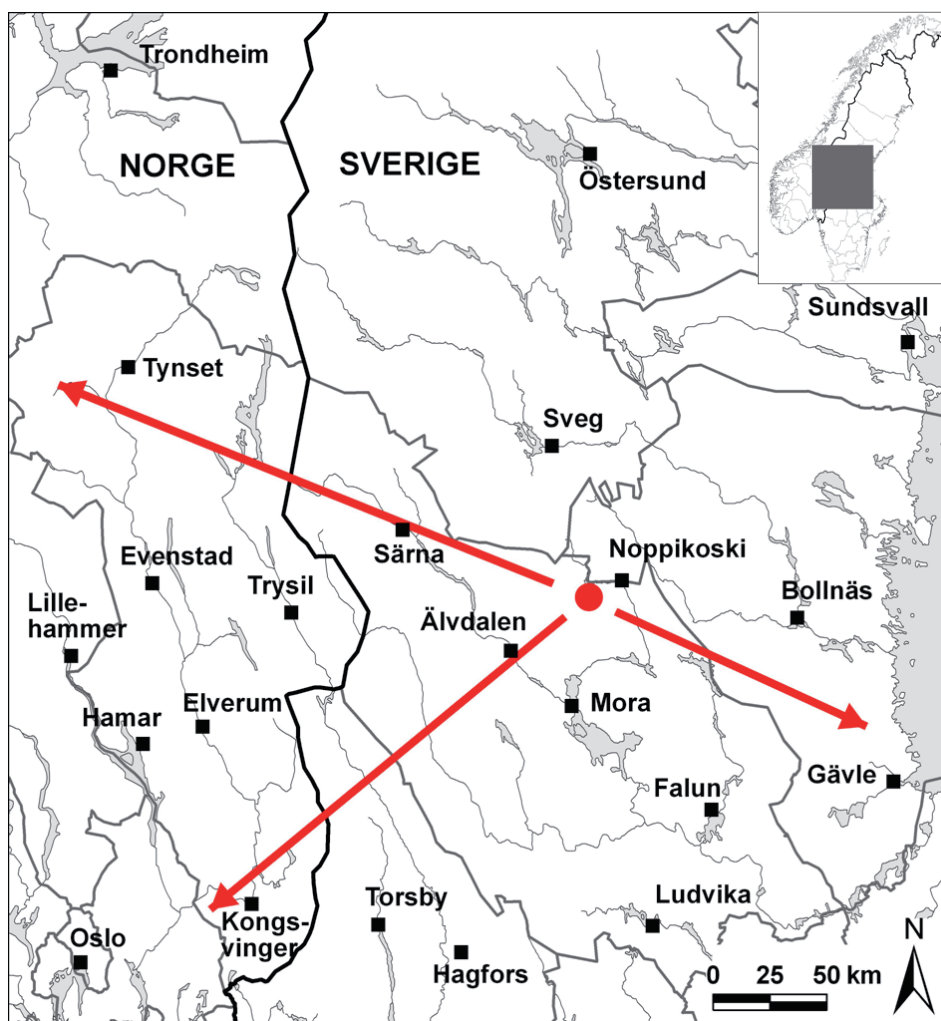 Trondheim
NORGE
SVERIGE
Östersund
Sundsvall
Tynset
Sveg
Särna
Noppikoski
Evenstad
Trysil
Bollnäs
Lille-
hammer
Älvdalen
Elverum
Mora
Hamar
Gävle
Falun
Ludvika
Torsby
Kongs-
vinger
Oslo
Hagfors
N
0 25 50 km